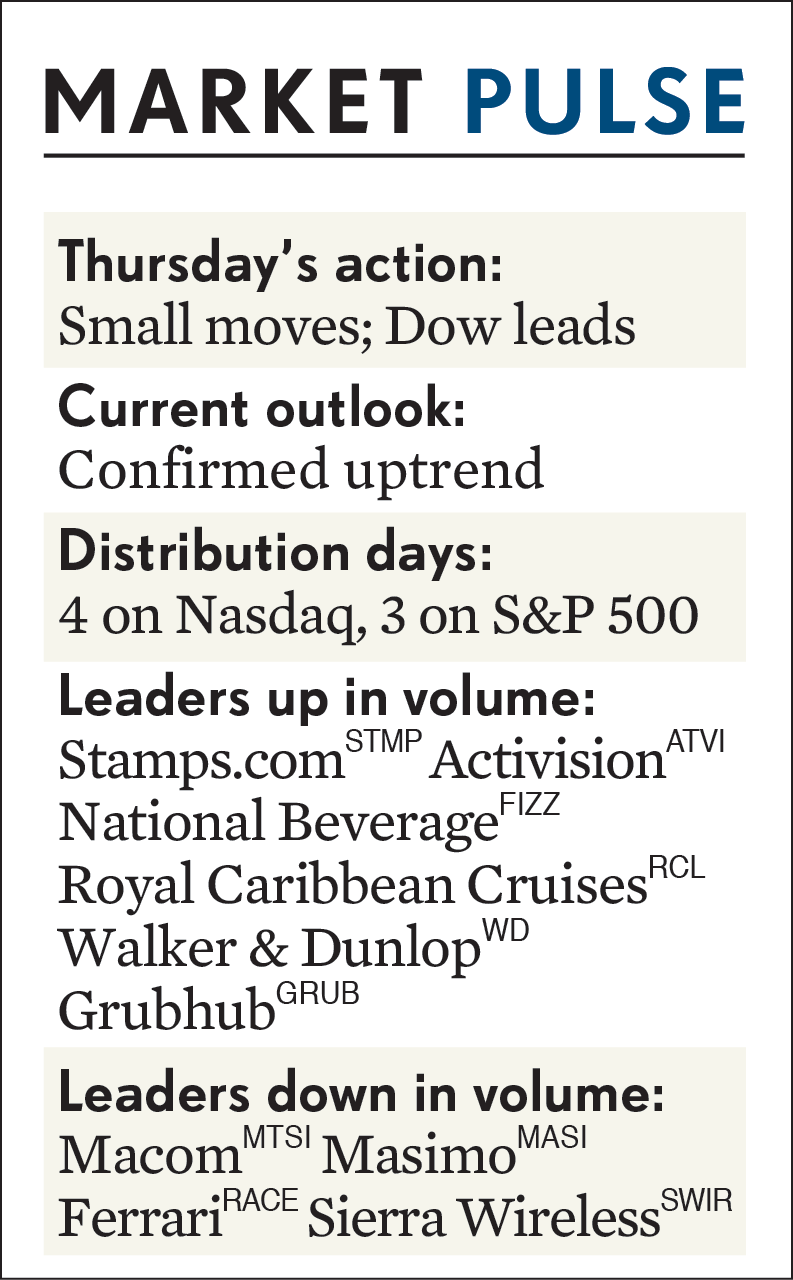 MARKET PULSE
Thursday’s action:
Small moves; Dow leads
Current outlook:
Confirmed uptrend
Distribution days:
4 on Nasdaq, 3 on S&P 500
Leaders up in volume:
Stamps.com STMP Activision ATVI
National Beverage FIZZ
Royal Caribbean Cruises RCL
Walker & Dunlop WD
Grubhub GRUB
Leaders down in volume:
Macom MTSI Masimo MASI
Ferrari RACE Sierra Wireless SWIR